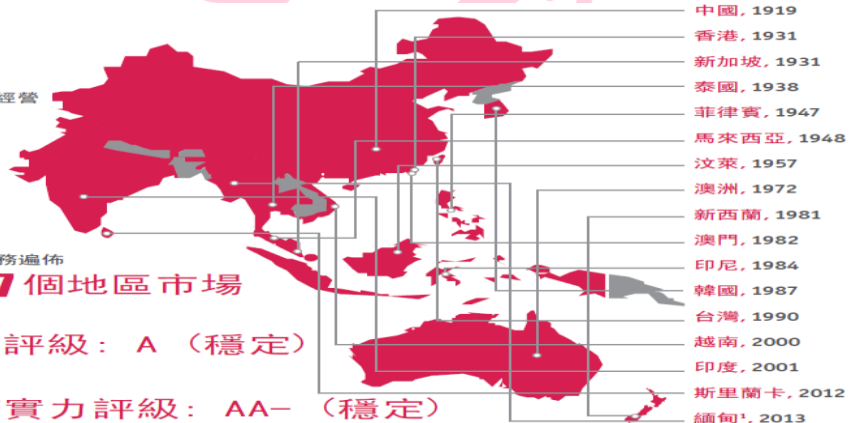 中國, 1919
香港, 1931
新加坡, 1931
泰國, 1938
經營
菲律賓, 1947
馬來西亞, 1948
汶萊, 1957
澳洲, 1972
新西蘭, 1981
澳門, 1982
務遍佈
印尼, 1984
7個地區市場
韓國, 1987
台灣, 1990
評級: A (穩定)
越南, 2000
印度, 2001
斯里蘭卡, 2012
實力評級: AA− (穩定)
緬甸¹, 2013